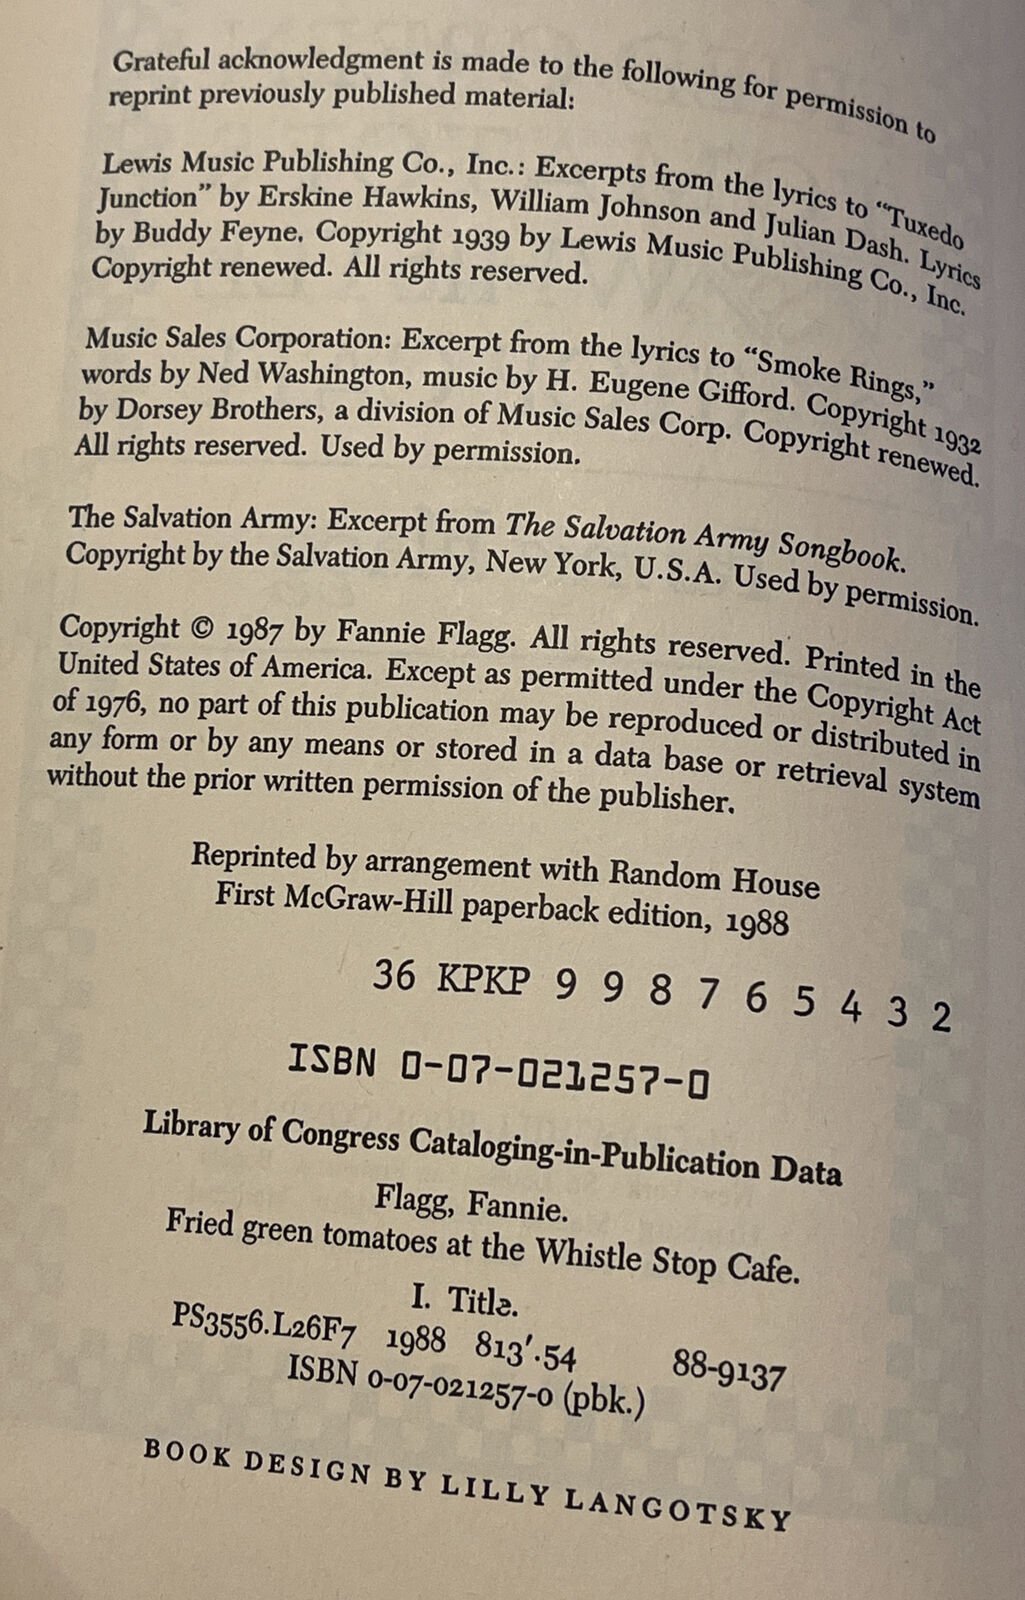 Grateful acknowledgment is made to the following for permission to
reprint previously published material:
Lewis Music Publishing Co., Inc.: Excerpts from the lyrics to “Tuxedo
Junction” by Erskine Hawkins, William Johnson and Julian Dash. Lyrics
by Buddy Feyne. Copyright 1939 by Lewis Music Publishing Co., Inc.
Copyright renewed. All rights reserved.
Music Sales Corporation: Excerpt from the lyrics to “Smoke Rings,”
words by Ned Washington, music by H. Eugene Gifford. Copyright 1932
by Dorsey Brothers, a division of Music Sales Corp. Copyright renewed.
All rights reserved. Used by permission.
The Salvation Army: Excerpt from The Salvation Army Songbook.
Copyright by the Salvation Army, New York, U.S.A. Used by permission.
Copyright © 1987 by Fannie Flagg. All rights reserved. Printed in the
United States of America. Except as permitted under the Copyright Act
of 1976, no part of this publication may be reproduced or distributed in
any form or by any means or stored in a data base or retrieval system
without the prior written permission of the publisher.
Reprinted by arrangement with Random House
First McGraw-Hill paperback edition, 1988
36 KPKP 9 9 8 7 6 5 4 3 2
ISBN 0-07-021257-0
Library of Congress Cataloging-in-Publication Data
Flagg, Fannie.
Fried green tomatoes at the Whistle Stop Cafe.
I. Title.
PS3556.L26F7 1988 813′.54 88-9137
ISBN 0-07-021257-0 (pbk.)
BOOK DESIGN BY LILLY LANGOTSKY